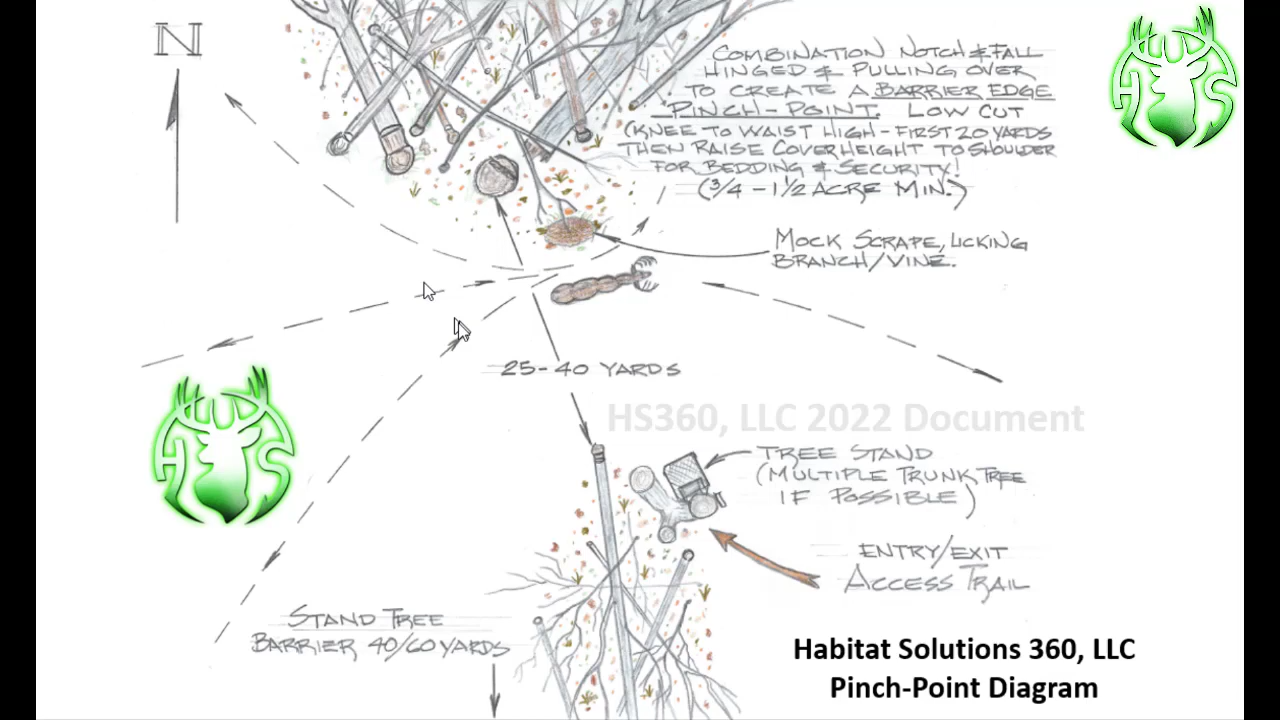 N
COMBINATION NOTCH & FALL
HINGED & PULLING OVER
TO CREATE A BARRIER EDGE
PINCH-POINT. LOW CUT
(KNEE TO WAIST HIGH - FIRST 20 YARDS
THEN RAISE COVER HEIGHT TO SHOULDER
FOR BEDDING & SECURITY!
(3/4 - 1 1/2 ACRE MIN.)
MOCK SCRAPE, LICKING
BRANCH/VINE.
25-40 YARDS
HS360, LLC 2022 Document
TREE STAND
(MULTIPLE TRUNK TREE
IF POSSIBLE)
ENTRY/EXIT
ACCESS TRAIL
STAND TREE
BARRIER 40/60 YARDS
Habitat Solutions 360, LLC
Pinch-Point Diagram
HS
HS